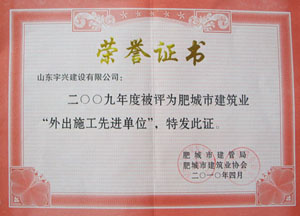 荣誉证书
山东宇兴建设有限公司：
二〇〇九年度被评为肥城市建筑业
“外出施工先进单位”，特发此证。
肥城市建管局
肥城市建筑业协会
二〇一〇年四月